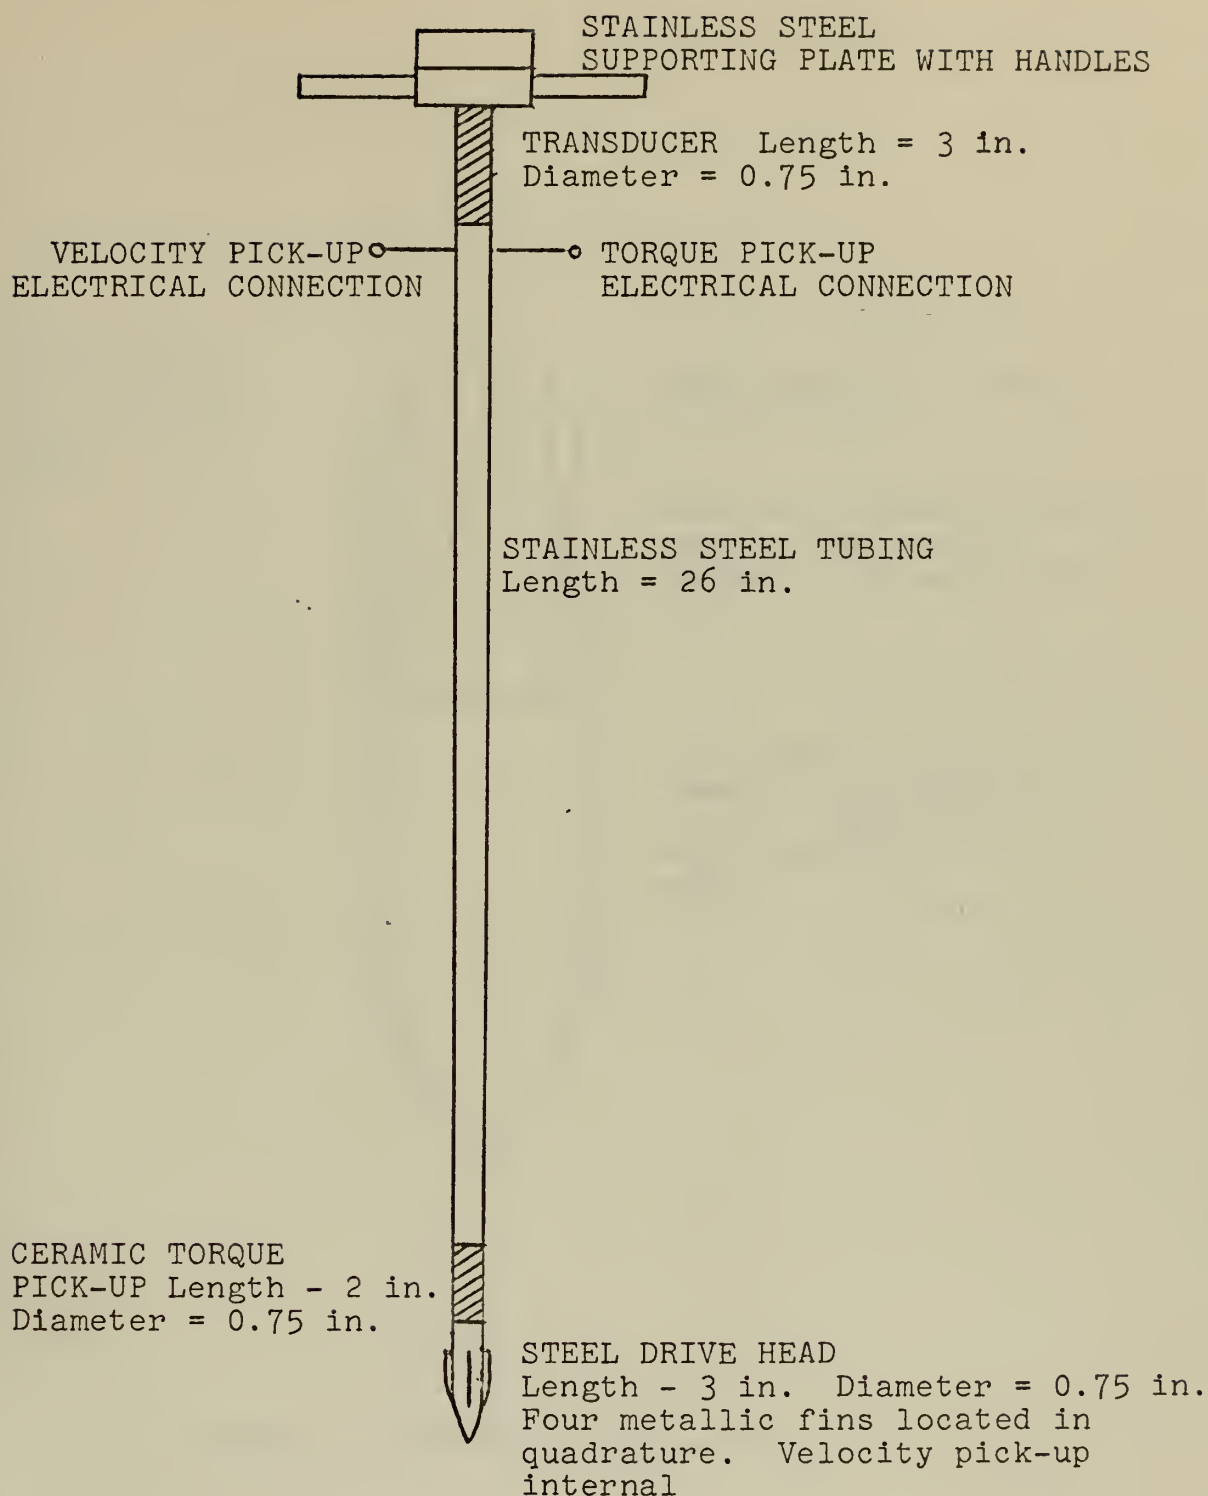 STAINLESS STEEL
SUPPORTING PLATE WITH HANDLES
TRANSDUCER Length = 3 in.
Diameter = 0.75 in.
VELOCITY PICK-UP
ELECTRICAL CONNECTION
TORQUE PICK-UP
ELECTRICAL CONNECTION
STAINLESS STEEL TUBING
Length = 26 in.
CERAMIC TORQUE
PICK-UP Length - 2 in.
Diameter = 0.75 in.
STEEL DRIVE HEAD
Length - 3 in. Diameter = 0.75 in.
Four metallic fins located in
quadrature. Velocity pick-up
internal